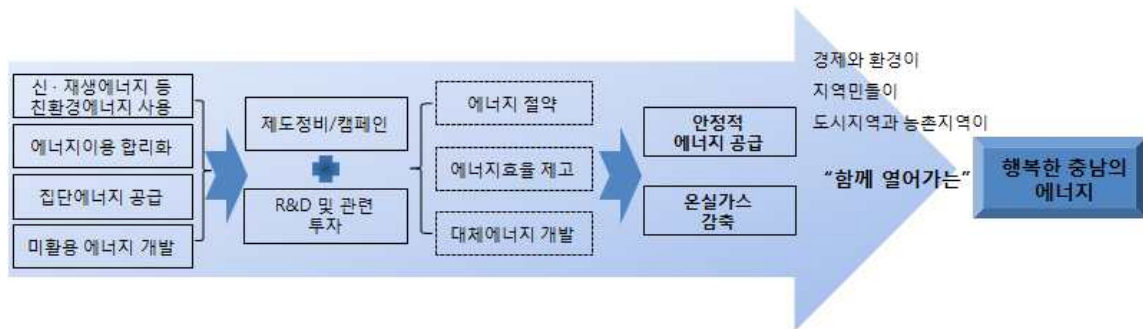 신 · 재생에너지 등
친환경에너지 사용
에너지이용 합리화
집단에너지 공급
미활용 에너지 개발
제도정비/캠페인
R&D 및 관련
투자
에너지 절약
에너지효율 제고
대체에너지 개발
안정적
에너지 공급
온실가스
감축
경제와 환경이
지역민들이
도시지역과 농촌지역이
“함께 열어가는”
행복한 충남의
에너지